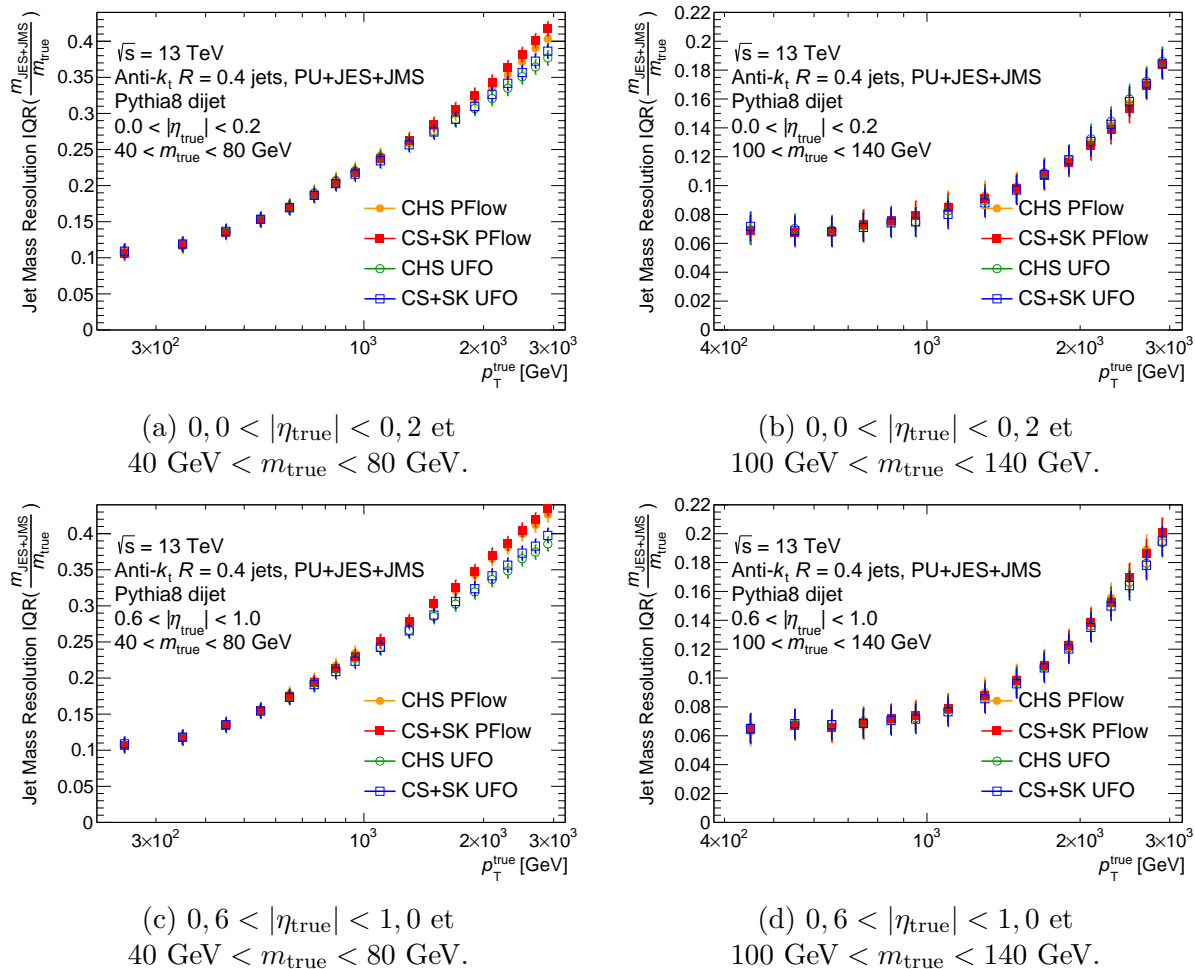 Jet Mass Resolution IQR( m_JES+JMS / m_true )
0.4
0.35
0.3
0.25
0.2
0.15
0.1
0.05
0
√s = 13 TeV
Anti-k_t R = 0.4 jets, PU+JES+JMS
Pythia8 dijet
0.0 < |η_true| < 0.2
40 < m_true < 80 GeV
CHS PFlow
CS+SK PFlow
CHS UFO
CS+SK UFO
3×10² 10³ 2×10³ 3×10³
p_T^true [GeV]
(a) 0,0 < |η_true| < 0,2 et
40 GeV < m_true < 80 GeV.
Jet Mass Resolution IQR( m_JES+JMS / m_true )
0.22
0.2
0.18
0.16
0.14
0.12
0.1
0.08
0.06
0.04
0.02
0
√s = 13 TeV
Anti-k_t R = 0.4 jets, PU+JES+JMS
Pythia8 dijet
0.0 < |η_true| < 0.2
100 < m_true < 140 GeV
CHS PFlow
CS+SK PFlow
CHS UFO
CS+SK UFO
4×10² 10³ 2×10³ 3×10³
p_T^true [GeV]
(b) 0,0 < |η_true| < 0,2 et
100 GeV < m_true < 140 GeV.
Jet Mass Resolution IQR( m_JES+JMS / m_true )
0.4
0.35
0.3
0.25
0.2
0.15
0.1
0.05
0
√s = 13 TeV
Anti-k_t R = 0.4 jets, PU+JES+JMS
Pythia8 dijet
0.6 < |η_true| < 1.0
40 < m_true < 80 GeV
CHS PFlow
CS+SK PFlow
CHS UFO
CS+SK UFO
3×10² 10³ 2×10³ 3×10³
p_T^true [GeV]
(c) 0,6 < |η_true| < 1,0 et
40 GeV < m_true < 80 GeV.
Jet Mass Resolution IQR( m_JES+JMS / m_true )
0.22
0.2
0.18
0.16
0.14
0.12
0.1
0.08
0.06
0.04
0.02
0
√s = 13 TeV
Anti-k_t R = 0.4 jets, PU+JES+JMS
Pythia8 dijet
0.6 < |η_true| < 1.0
100 < m_true < 140 GeV
CHS PFlow
CS+SK PFlow
CHS UFO
CS+SK UFO
4×10² 10³ 2×10³ 3×10³
p_T^true [GeV]
(d) 0,6 < |η_true| < 1,0 et
100 GeV < m_true < 140 GeV.